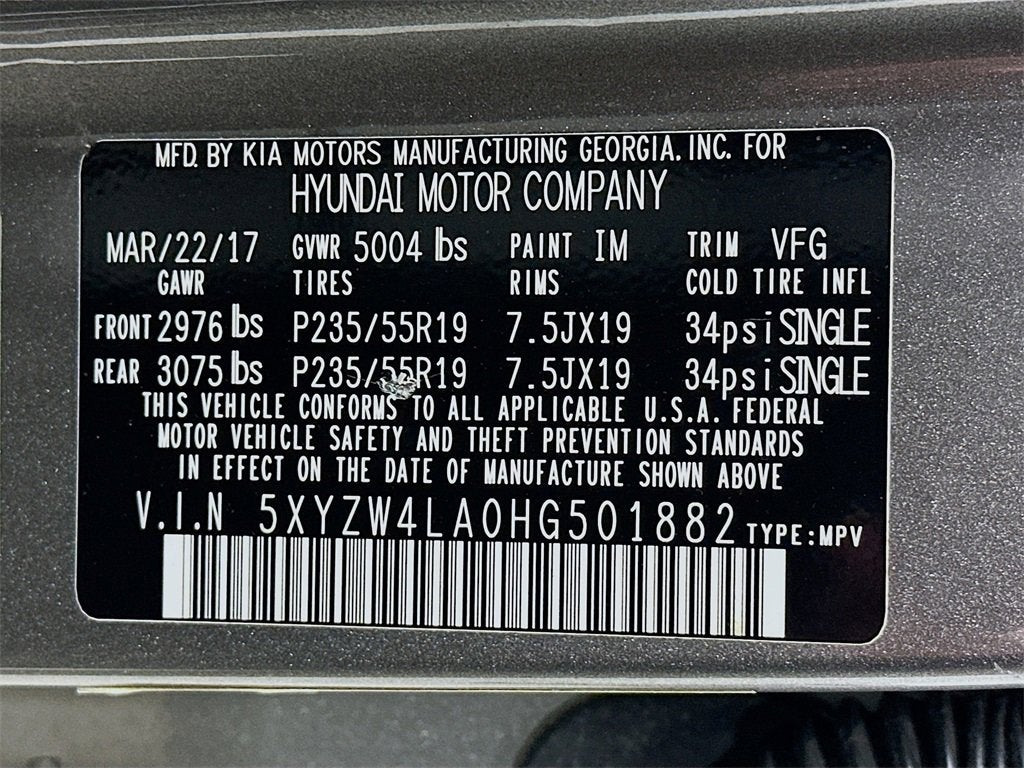 MFD. BY KIA MOTORS MANUFACTURING GEORGIA. INC. FOR
HYUNDAI MOTOR COMPANY
MAR/22/17 GVWR 5004 lbs PAINT IM TRIM VFG
GAWR TIRES RIMS COLD TIRE INFL
FRONT 2976 lbs P235/55R19 7.5JX19 34psi SINGLE
REAR 3075 lbs P235/55R19 7.5JX19 34psi SINGLE
THIS VEHICLE CONFORMS TO ALL APPLICABLE U.S.A. FEDERAL
MOTOR VEHICLE SAFETY AND THEFT PREVENTION STANDARDS
IN EFFECT ON THE DATE OF MANUFACTURE SHOWN ABOVE
V.I.N 5XYZW4LA0HG501882 TYPE:MPV